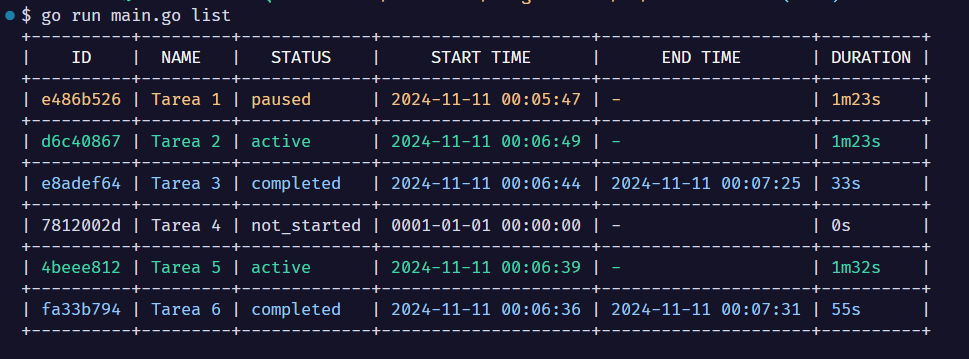 $ go run main.go list
+----------+---------+-------------+---------------------+---------------------+----------+
|    ID    |  NAME   |   STATUS    |     START TIME      |      END TIME       | DURATION |
+----------+---------+-------------+---------------------+---------------------+----------+
| e486b526 | Tarea 1 | paused      | 2024-11-11 00:05:47 | -                   | 1m23s    |
+----------+---------+-------------+---------------------+---------------------+----------+
| d6c40867 | Tarea 2 | active      | 2024-11-11 00:06:49 | -                   | 1m23s    |
+----------+---------+-------------+---------------------+---------------------+----------+
| e8adef64 | Tarea 3 | completed   | 2024-11-11 00:06:44 | 2024-11-11 00:07:25 | 33s      |
+----------+---------+-------------+---------------------+---------------------+----------+
| 7812002d | Tarea 4 | not_started | 0001-01-01 00:00:00 | -                   | 0s       |
+----------+---------+-------------+---------------------+---------------------+----------+
| 4beee812 | Tarea 5 | active      | 2024-11-11 00:06:39 | -                   | 1m32s    |
+----------+---------+-------------+---------------------+---------------------+----------+
| fa33b794 | Tarea 6 | completed   | 2024-11-11 00:06:36 | 2024-11-11 00:07:31 | 55s      |
+----------+---------+-------------+---------------------+---------------------+----------+